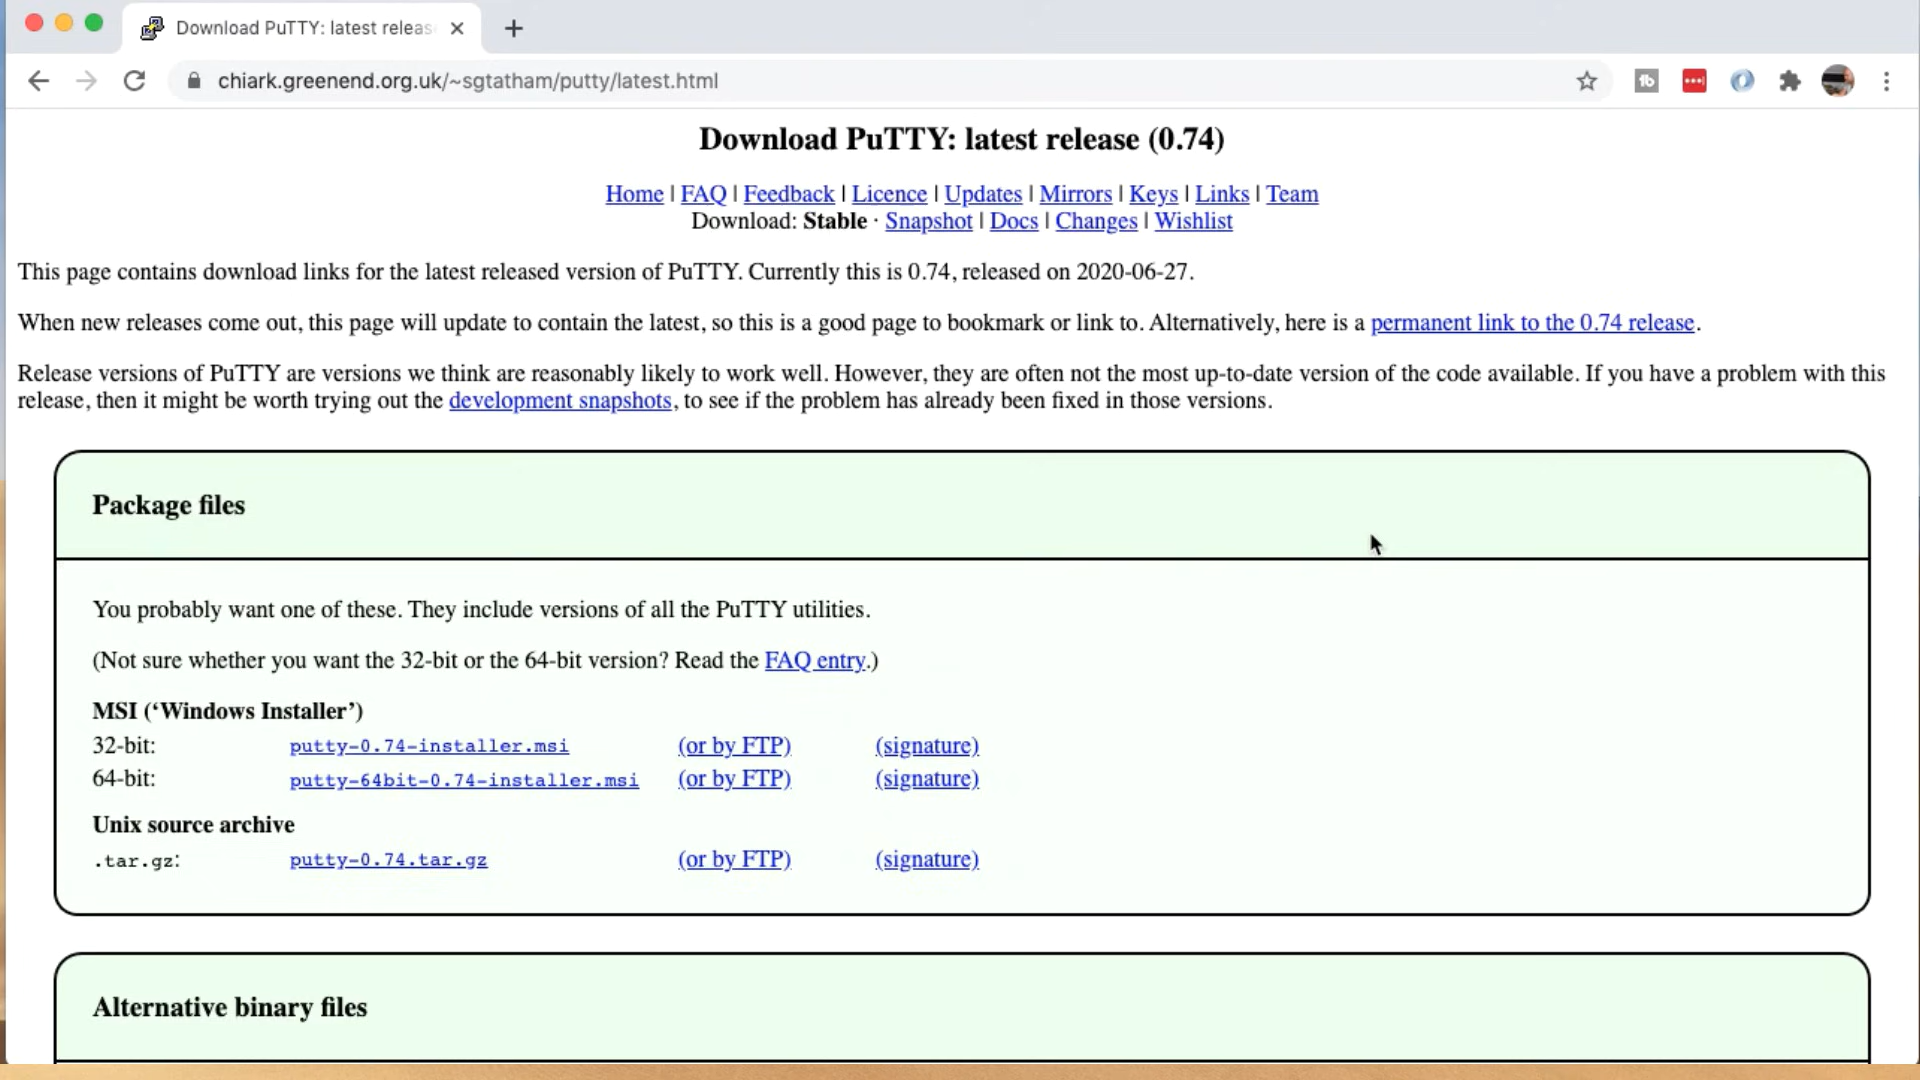 Download PuTTY: latest releas
chiark.greenend.org.uk/~sgtatham/putty/latest.html
Download PuTTY: latest release (0.74)
Home | FAQ | Feedback | Licence | Updates | Mirrors | Keys | Links | Team
Download: Stable · Snapshot | Docs | Changes | Wishlist
This page contains download links for the latest released version of PuTTY. Currently this is 0.74, released on 2020-06-27.
When new releases come out, this page will update to contain the latest, so this is a good page to bookmark or link to. Alternatively, here is a permanent link to the 0.74 release.
Release versions of PuTTY are versions we think are reasonably likely to work well. However, they are often not the most up-to-date version of the code available. If you have a problem with this
release, then it might be worth trying out the development snapshots, to see if the problem has already been fixed in those versions.
Package files
You probably want one of these. They include versions of all the PuTTY utilities.
(Not sure whether you want the 32-bit or the 64-bit version? Read the FAQ entry.)
MSI (‘Windows Installer’)
32-bit: putty-0.74-installer.msi (or by FTP) (signature)
64-bit: putty-64bit-0.74-installer.msi (or by FTP) (signature)
Unix source archive
.tar.gz: putty-0.74.tar.gz (or by FTP) (signature)
Alternative binary files